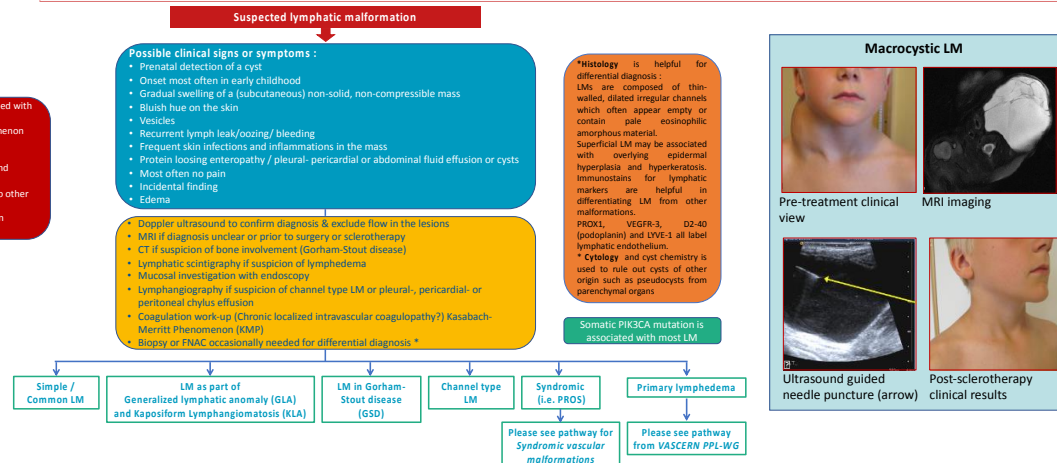 Suspected lymphatic malformation
Possible clinical signs or symptoms :
• Prenatal detection of a cyst
• Onset most often in early childhood
• Gradual swelling of a (subcutaneous) non-solid, non-compressible mass
• Bluish hue on the skin
• Vesicles
• Recurrent lymph leak/oozing/ bleeding
• Frequent skin infections and inflammations in the mass
• Protein loosing enteropathy / pleural- pericardial or abdominal fluid effusion or cysts
• Most often no pain
• Incidental finding
• Edema
ed with
menon
nd
o other
n
• Doppler ultrasound to confirm diagnosis & exclude flow in the lesions
• MRI if diagnosis unclear or prior to surgery or sclerotherapy
• CT if suspicion of bone involvement (Gorham-Stout disease)
• Lymphatic scintigraphy if suspicion of lymphedema
• Mucosal investigation with endoscopy
• Lymphangiography if suspicion of channel type LM or pleural-, pericardial- or
peritoneal chylus effusion
• Coagulation work-up (Chronic localized intravascular coagulopathy?) Kasabach-
Merritt Phenomenon (KMP)
• Biopsy or FNAC occasionally needed for differential diagnosis *
*Histology is helpful for
differential diagnosis :
LMs are composed of thin-
walled, dilated irregular channels
which often appear empty or
contain pale eosinophilic
amorphous material.
Superficial LM may be associated
with overlying epidermal
hyperplasia and hyperkeratosis.
Immunostains for lymphatic
markers are helpful in
differentiating LM from other
malformations.
PROX1, VEGFR-3, D2-40
(podoplanin) and LYVE-1 all label
lymphatic endothelium.
* Cytology and cyst chemistry is
used to rule out cysts of other
origin such as pseudocysts from
parenchymal organs
Somatic PIK3CA mutation is
associated with most LM
Simple /
Common LM
LM as part of
Generalized lymphatic anomaly (GLA)
and Kaposiform Lymphangiomatosis (KLA)
LM in Gorham-
Stout disease
(GSD)
Channel type
LM
Syndromic
(i.e. PROS)
Primary lymphedema
Please see pathway for
Syndromic vascular
malformations
Please see pathway
from VASCERN PPL-WG
Macrocystic LM
Pre-treatment clinical
view
MRI imaging
Ultrasound guided
needle puncture (arrow)
Post-sclerotherapy
clinical results